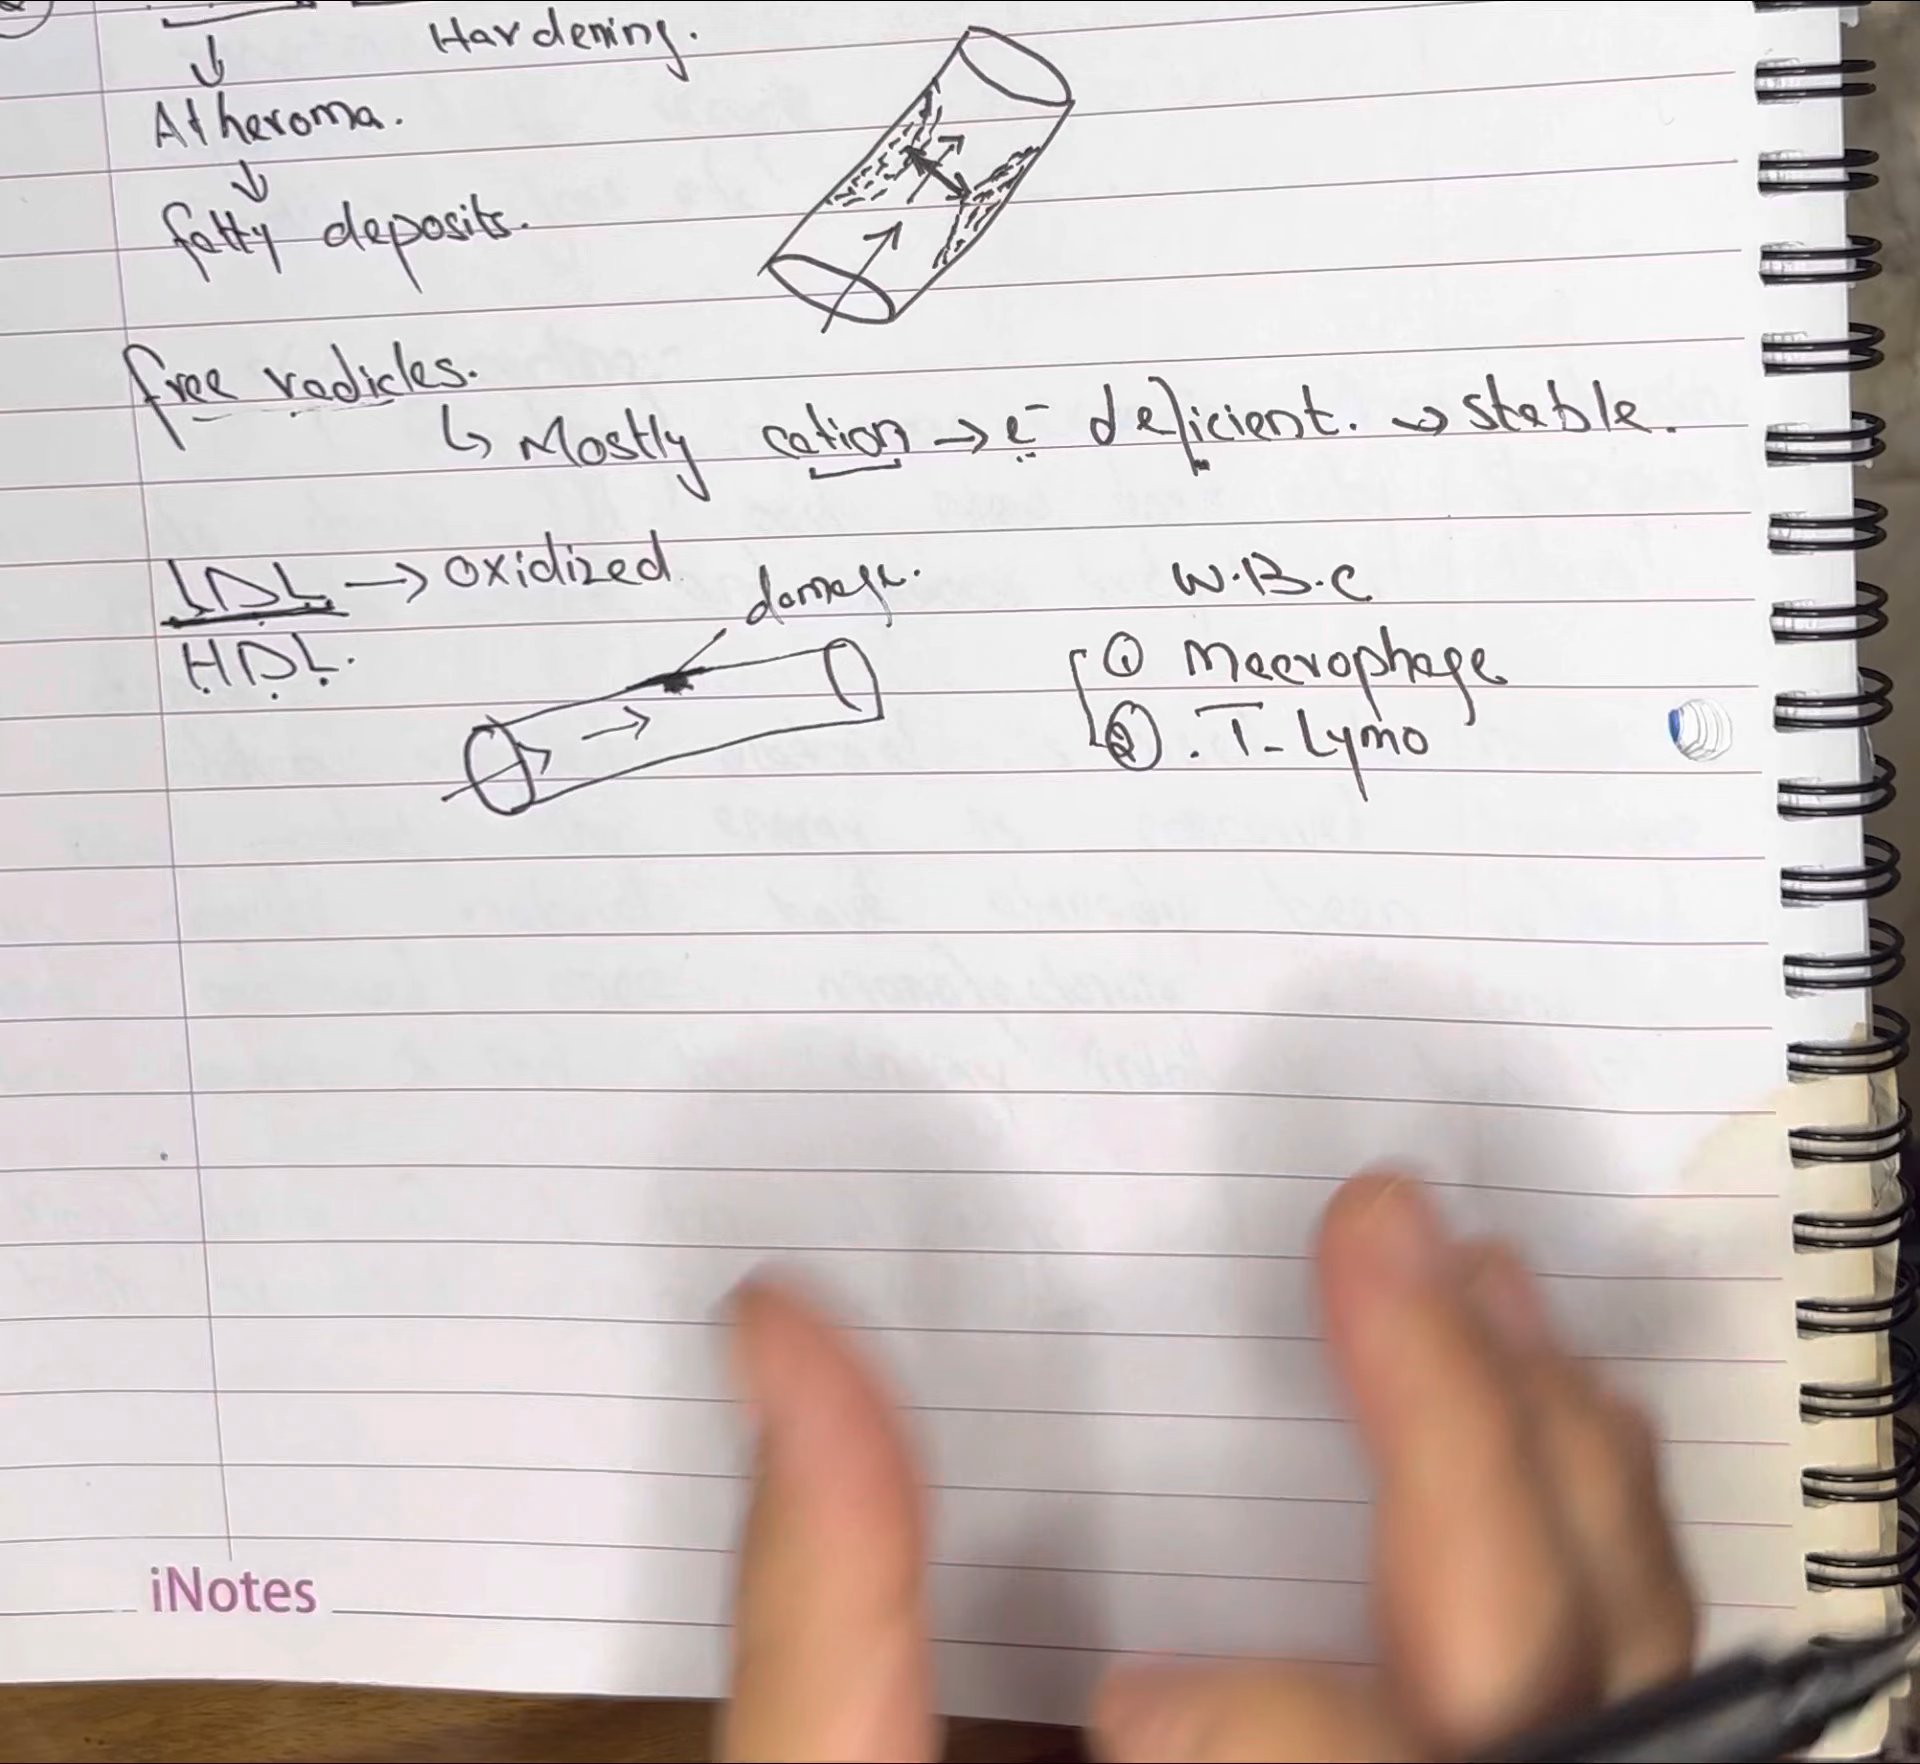 Hardening.
↓
Atheroma.
↓
fatty deposits.
free radicles.
↳ Mostly cation → e⁻ deficient. → stable.
LDL → oxidized.
damage.
W.B.C
HDL.
① Macrophage
② . T- Lymo
iNotes